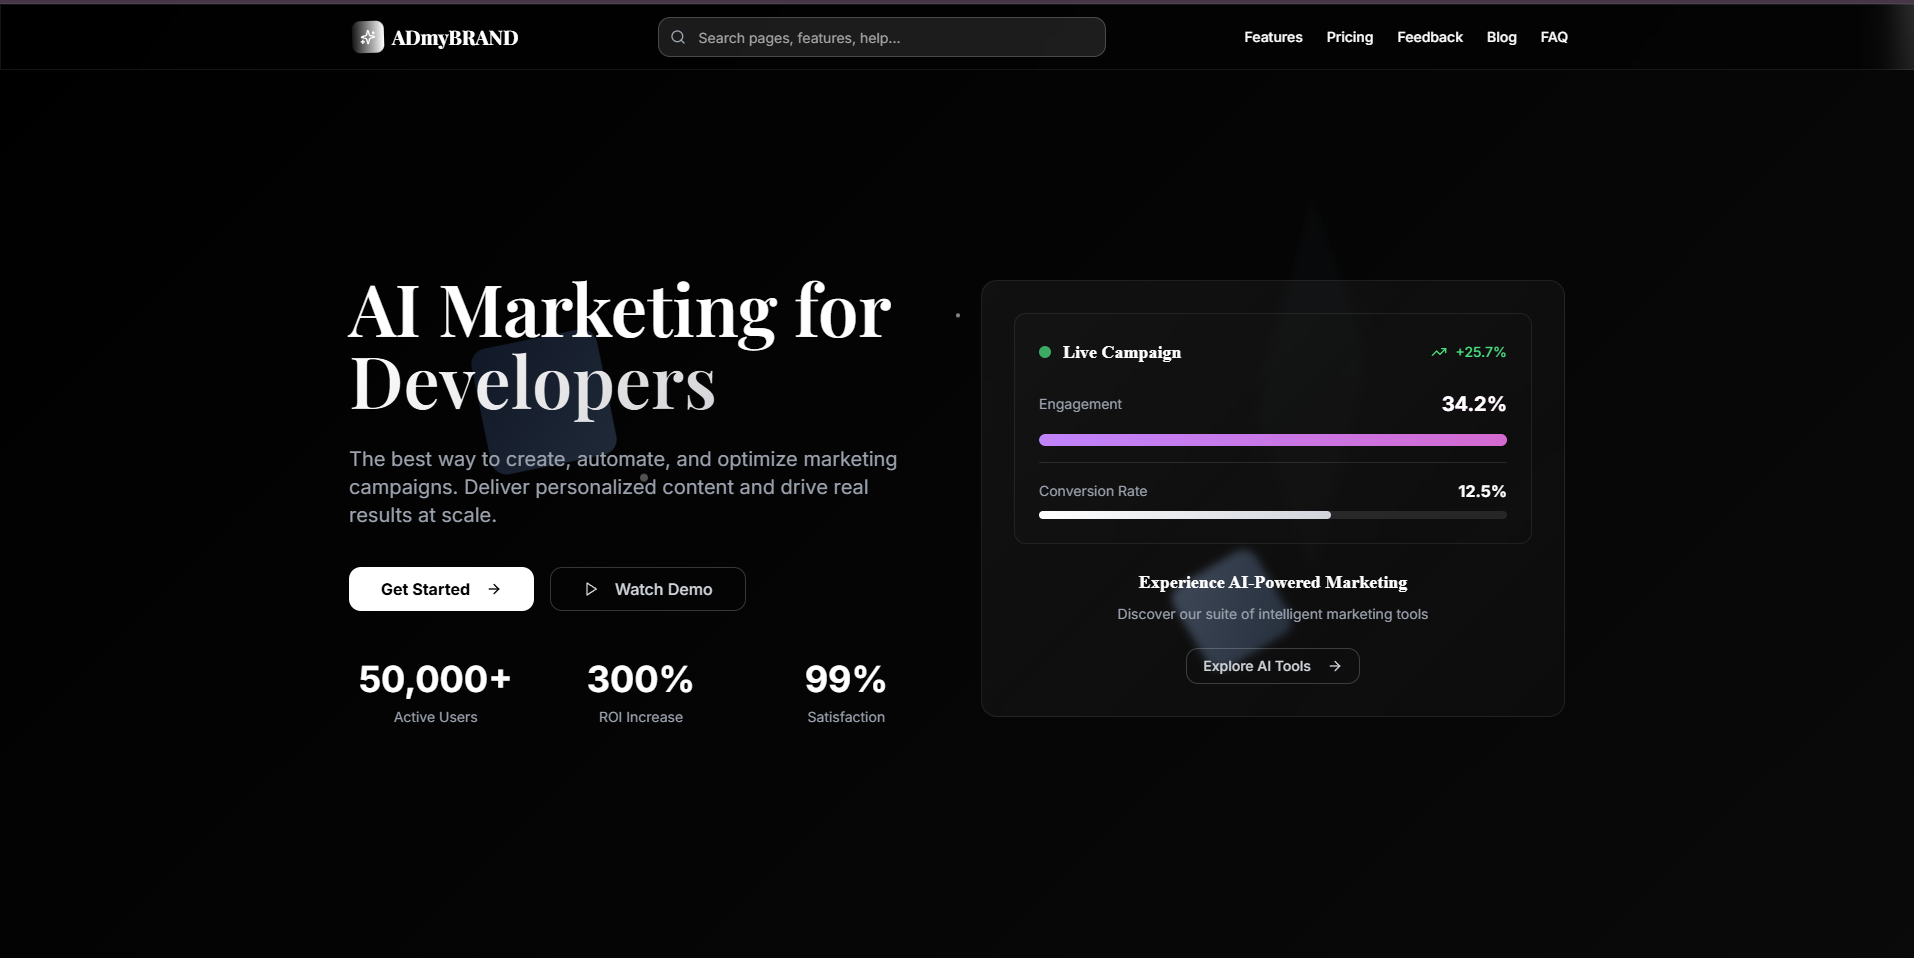 ADmyBRAND
Search pages, features, help...
Features
Pricing
Feedback
Blog
FAQ
AI Marketing for
Developers
The best way to create, automate, and optimize marketing
campaigns. Deliver personalized content and drive real
results at scale.
Get Started
Watch Demo
50,000+
Active Users
300%
ROI Increase
99%
Satisfaction
Live Campaign
+25.7%
Engagement
34.2%
Conversion Rate
12.5%
Experience AI-Powered Marketing
Discover our suite of intelligent marketing tools
Explore AI Tools